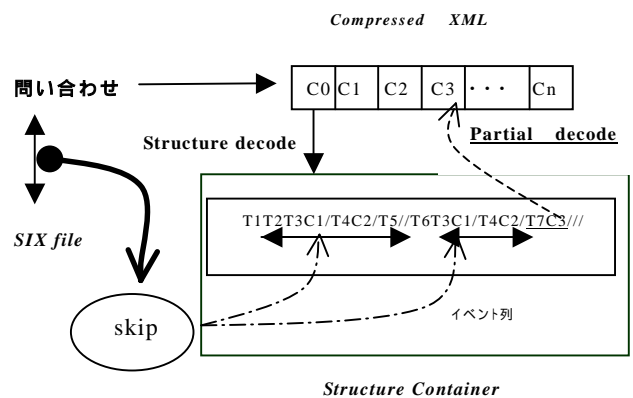 Compressed XML
問い合わせ
C0 C1 C2 C3 ・・・ Cn
Structure decode
Partial decode
T1T2T3C1/T4C2/T5//T6T3C1/T4C2/T7C3///
SIX file
skip
イベント列
Structure Container